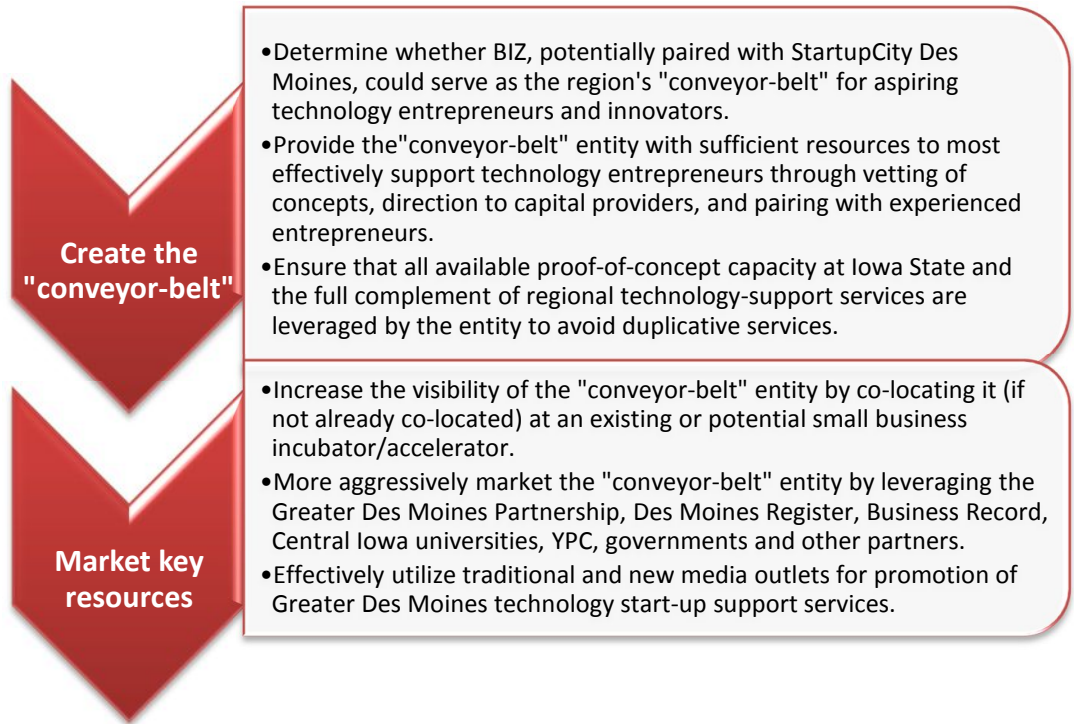 Create the
"conveyor-belt"
•Determine whether BIZ, potentially paired with StartupCity Des
Moines, could serve as the region's "conveyor-belt" for aspiring
technology entrepreneurs and innovators.
•Provide the"conveyor-belt" entity with sufficient resources to most
effectively support technology entrepreneurs through vetting of
concepts, direction to capital providers, and pairing with experienced
entrepreneurs.
•Ensure that all available proof-of-concept capacity at Iowa State and
the full complement of regional technology-support services are
leveraged by the entity to avoid duplicative services.
Market key
resources
•Increase the visibility of the "conveyor-belt" entity by co-locating it (if
not already co-located) at an existing or potential small business
incubator/accelerator.
•More aggressively market the "conveyor-belt" entity by leveraging the
Greater Des Moines Partnership, Des Moines Register, Business Record,
Central Iowa universities, YPC, governments and other partners.
•Effectively utilize traditional and new media outlets for promotion of
Greater Des Moines technology start-up support services.